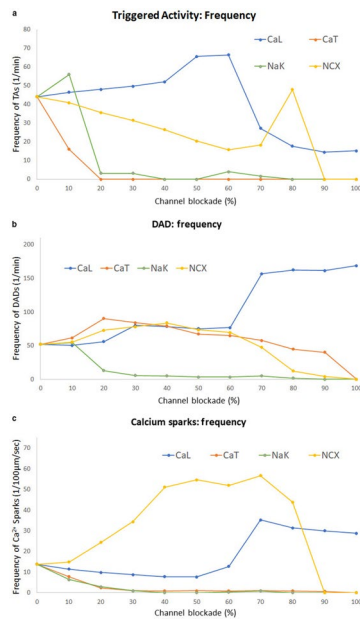 a
Triggered Activity: Frequency
Frequency of TAs (1/min)
80
70
60
50
40
30
20
10
0
CaL CaT
NaK NCX
0 10 20 30 40 50 60 70 80 90 100
Channel blockade (%)
b
DAD: frequency
Frequency of DADs (1/min)
200
150
100
50
0
CaL CaT NaK NCX
0 10 20 30 40 50 60 70 80 90 100
Channel blockade (%)
c
Calcium sparks: frequency
Frequency of Ca²⁺ Sparks (1/100µm/sec)
70
60
50
40
30
20
10
0
CaL CaT NaK NCX
0 10 20 30 40 50 60 70 80 90 100
Channel blockade (%)